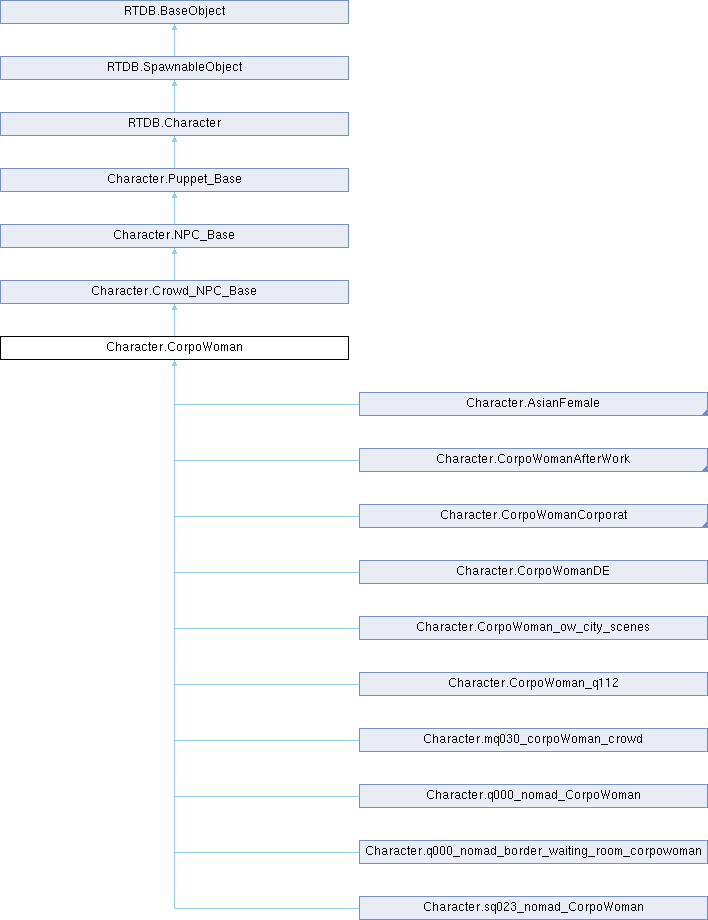 RTDB.BaseObject
RTDB.SpawnableObject
RTDB.Character
Character.Puppet_Base
Character.NPC_Base
Character.Crowd_NPC_Base
Character.CorpoWoman
Character.AsianFemale
Character.CorpoWomanAfterWork
Character.CorpoWomanCorporat
Character.CorpoWomanDE
Character.CorpoWoman_ow_city_scenes
Character.CorpoWoman_q112
Character.mq030_corpoWoman_crowd
Character.q000_nomad_CorpoWoman
Character.q000_nomad_border_waiting_room_corpowoman
Character.sq023_nomad_CorpoWoman